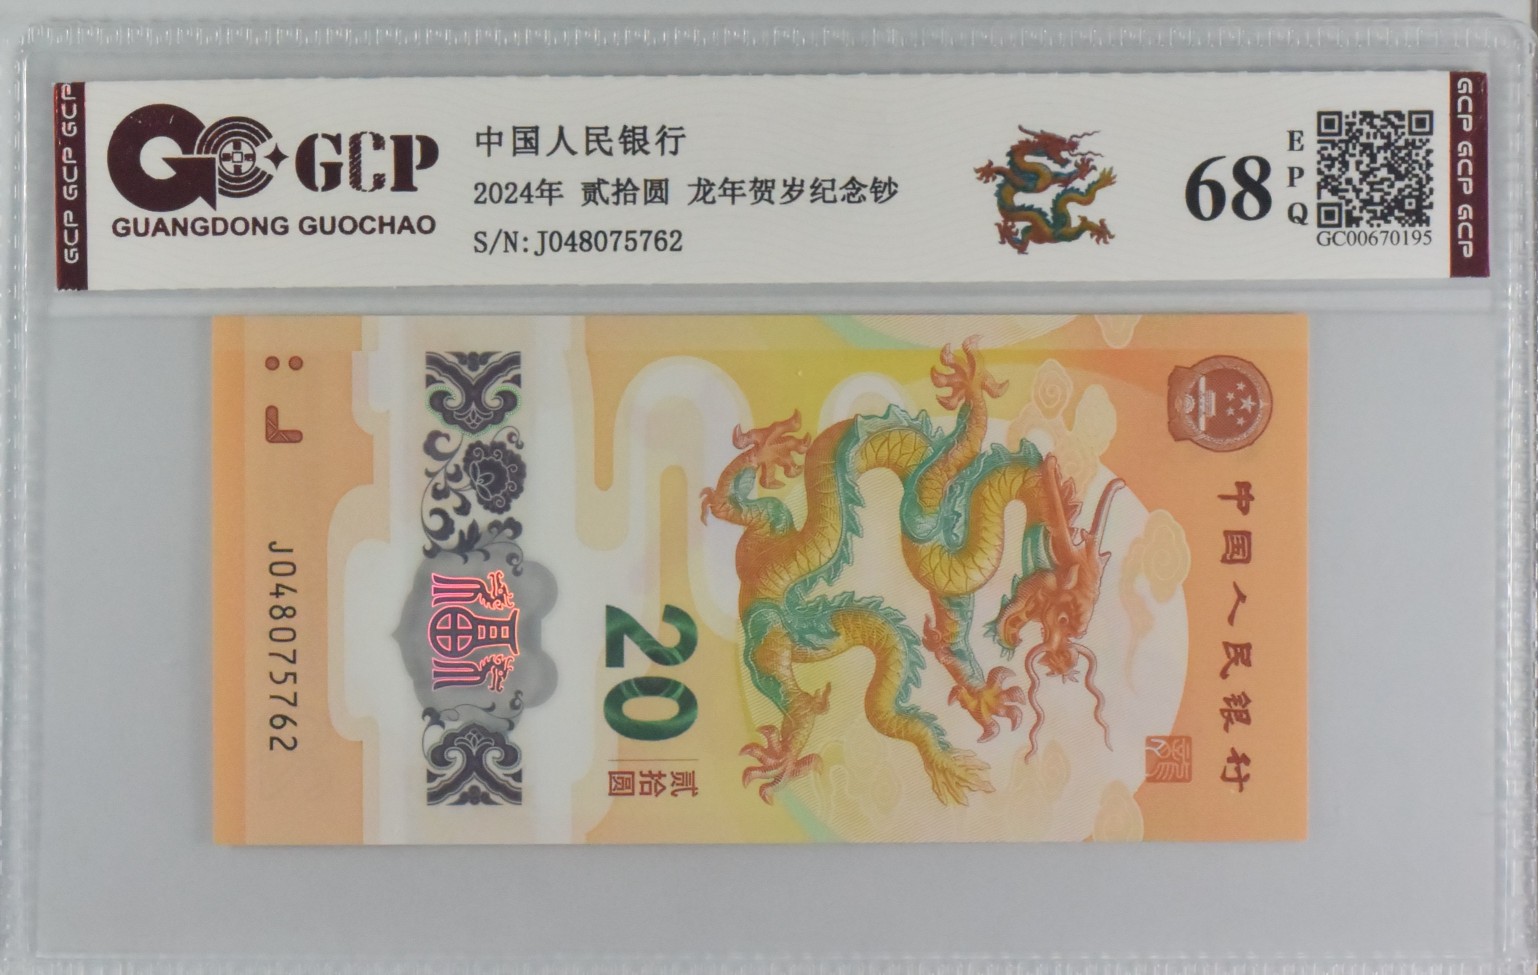 GCP GCP GCP
GCP
GUANGDONG GUOCHAO
中国人民银行
2024年 贰拾圆 龙年贺岁纪念钞
S/N:J048075762
68
EPQ
GC00670195
GCP GCP GCP
中国人民银行
20
贰拾圆
J048075762